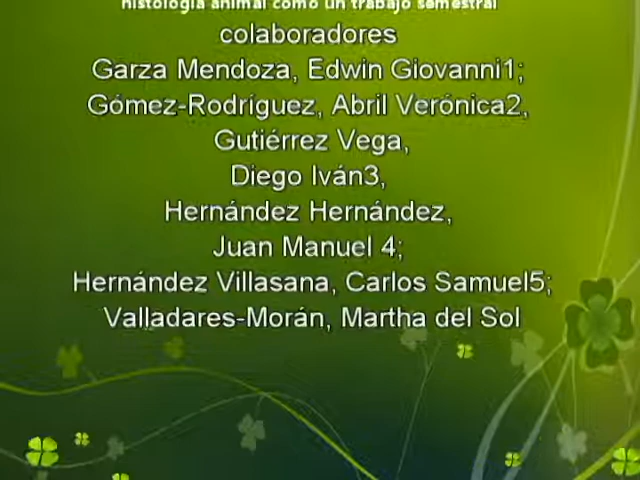 histología animal como un trabajo semestral
colaboradores
Garza Mendoza, Edwin Giovanni1;
Gómez-Rodríguez, Abril Verónica2,
Gutiérrez Vega,
Diego Iván3,
Hernández Hernández,
Juan Manuel 4;
Hernández Villasana, Carlos Samuel5;
Valladares-Morán, Martha del Sol